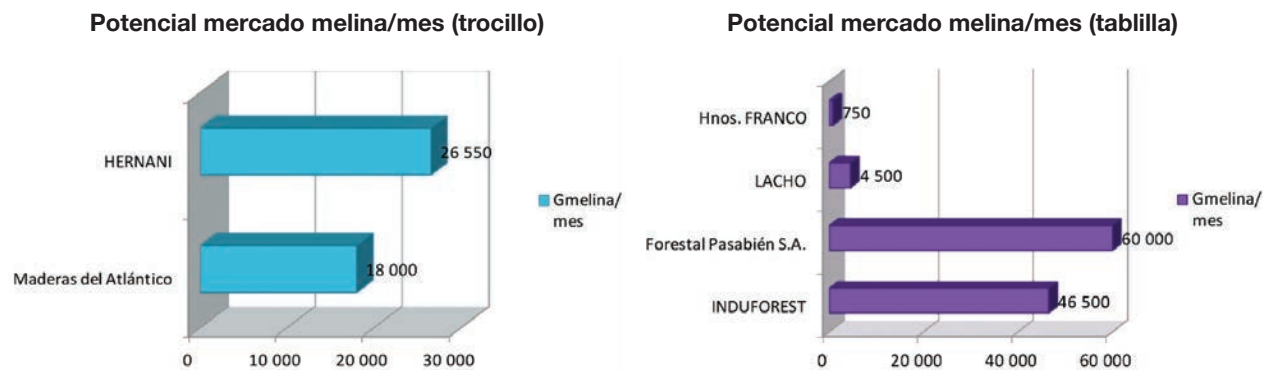 Potencial mercado melina/mes (trocillo)
HERNANI
26 550
Maderas del Atlántico
18 000
0 10 000 20 000 30 000
Gmelina/
mes
Potencial mercado melina/mes (tablilla)
Hnos. FRANCO
750
LACHO
4 500
Forestal Pasabién S.A.
60 000
INDUFOREST
46 500
0 20 000 40 000 60 000
Gmelina/
mes